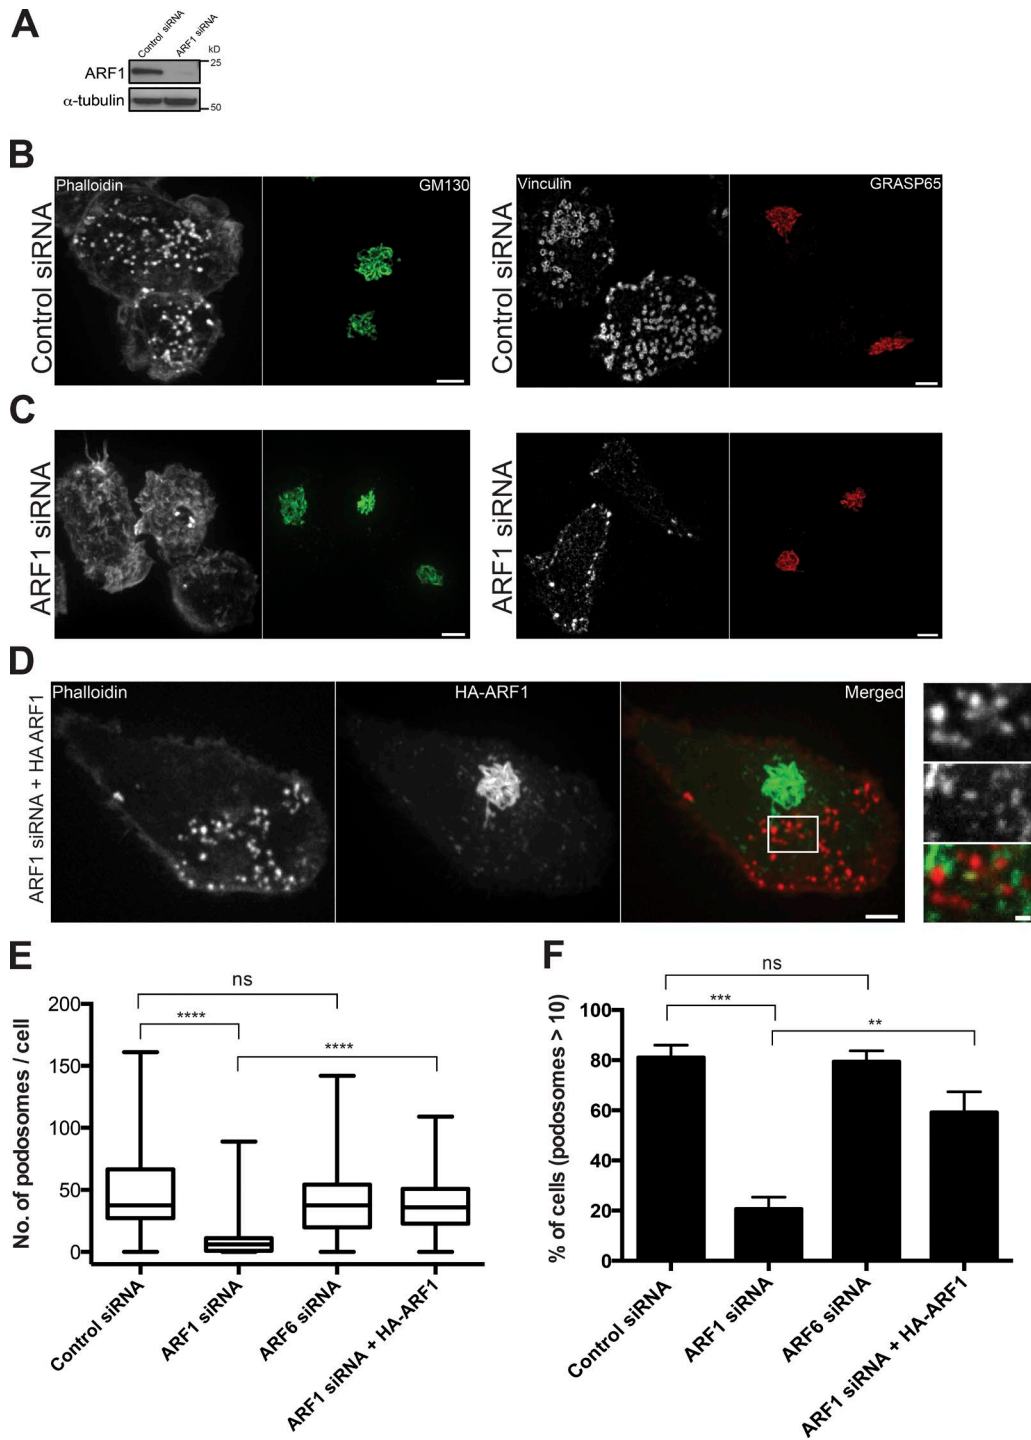 A
Control siRNA
ARF1 siRNA
kD
ARF1
25
α-tubulin
50
B
Control siRNA
Phalloidin
GM130
Control siRNA
Vinculin
GRASP65
C
ARF1 siRNA
ARF1 siRNA
D
ARF1 siRNA + HA ARF1
Phalloidin
HA-ARF1
Merged
E
No. of podosomes / cell
200
150
100
50
0
ns
****
****
Control siRNA
ARF1 siRNA
ARF6 siRNA
ARF1 siRNA + HA-ARF1
F
% of cells (podosomes > 10)
100
80
60
40
20
0
ns
***
**
Control siRNA
ARF1 siRNA
ARF6 siRNA
ARF1 siRNA + HA-ARF1